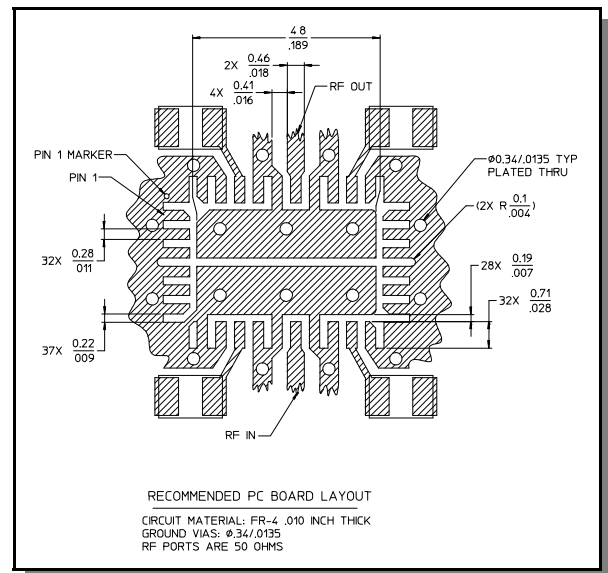 4 8
.189
2X 0.46
.018
4X 0.41
.016
RF OUT
PIN 1 MARKER
PIN 1
Ø0,34/.0135 TYP
PLATED THRU
(2X R 0.1
.004)
32X 0.28
011
28X 0.19
.007
32X 0.71
.028
37X 0.22
009
RF IN
RECOMMENDED PC BOARD LAYOUT
CIRCUIT MATERIAL: FR-4 .010 INCH THICK
GROUND VIAS: Ø.34/.0135
RF PORTS ARE 50 OHMS